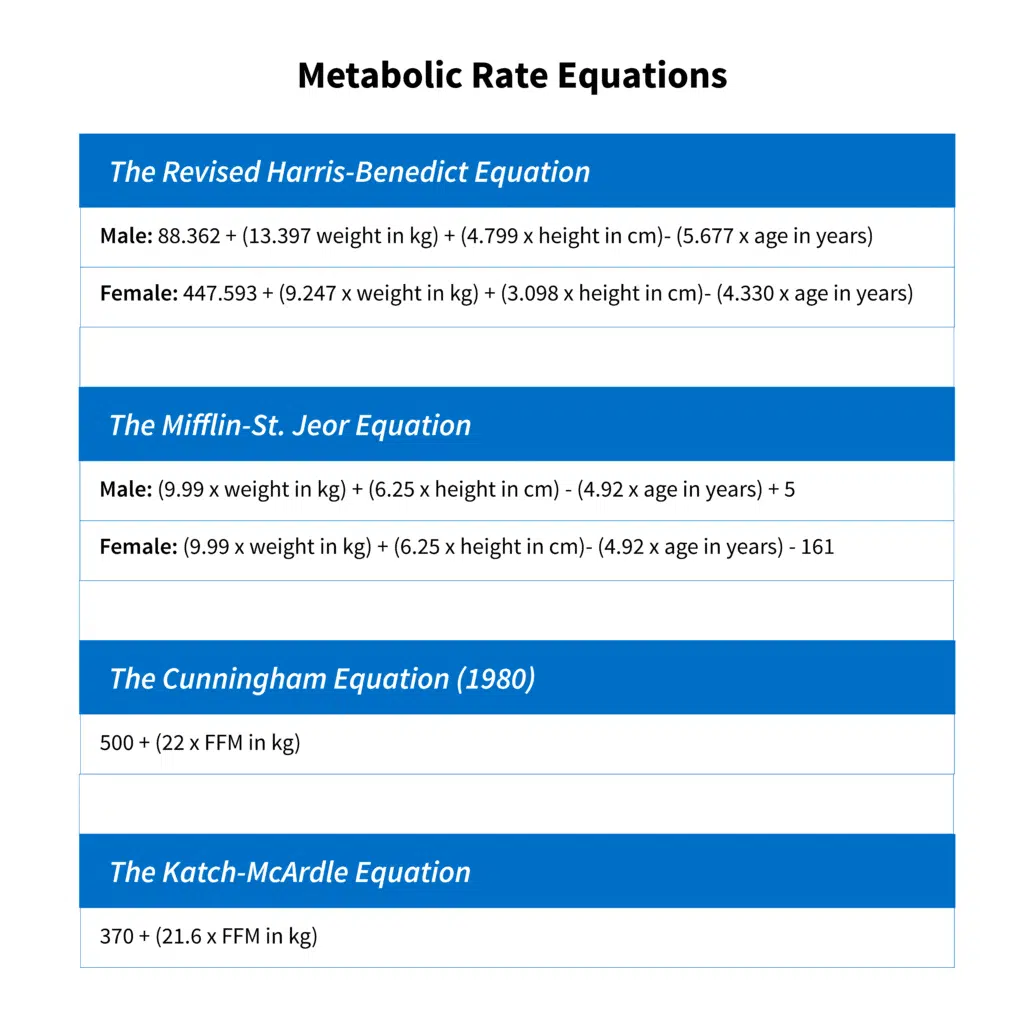 Metabolic Rate Equations
The Revised Harris-Benedict Equation
Male: 88.362 + (13.397 weight in kg) + (4.799 x height in cm)- (5.677 x age in years)
Female: 447.593 + (9.247 x weight in kg) + (3.098 x height in cm)- (4.330 x age in years)
The Mifflin-St. Jeor Equation
Male: (9.99 x weight in kg) + (6.25 x height in cm) - (4.92 x age in years) + 5
Female: (9.99 x weight in kg) + (6.25 x height in cm)- (4.92 x age in years) - 161
The Cunningham Equation (1980)
500 + (22 x FFM in kg)
The Katch-McArdle Equation
370 + (21.6 x FFM in kg)